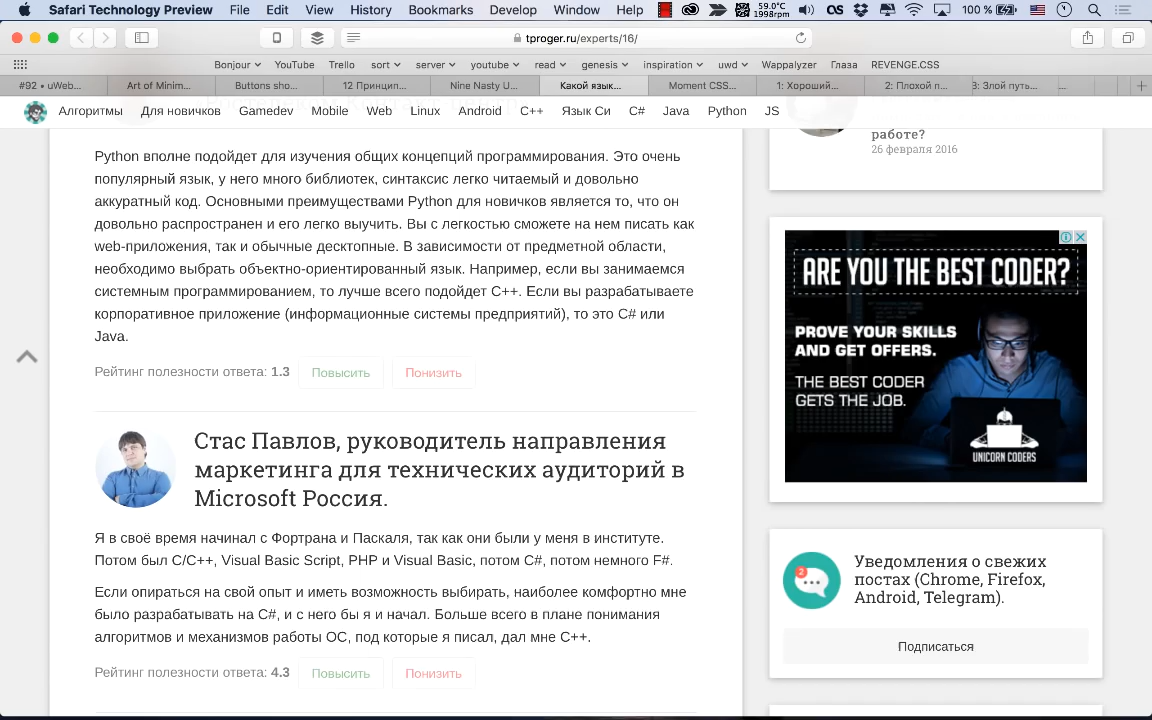 Safari Technology Preview File Edit View History Bookmarks Develop Window Help 59.0°C 1998rpm 100 %
tproger.ru/experts/16/
Bonjour YouTube Trello sort server youtube read genesis inspiration uwd Wappalyzer Глаза REVENGE.CSS
#92 • uWeb... Art of Minim... Buttons sho... 12 Принцип... Nine Nasty U... Какой язык... Moment CSS... 1: Хороший... 2: Плохой п... 3: Злой путь... ...
Алгоритмы Для новичков Gamedev Mobile Web Linux Android C++ Язык Си C# Java Python JS
Python вполне подойдет для изучения общих концепций программирования. Это очень
популярный язык, у него много библиотек, синтаксис легко читаемый и довольно
аккуратный код. Основными преимуществами Python для новичков является то, что он
довольно распространен и его легко выучить. Вы с легкостью сможете на нем писать как
web-приложения, так и обычные десктопные. В зависимости от предметной области,
необходимо выбрать объектно-ориентированный язык. Например, если вы занимаемся
системным программированием, то лучше всего подойдет C++. Если вы разрабатываете
корпоративное приложение (информационные системы предприятий), то это C# или
Java.
Рейтинг полезности ответа: 1.3 Повысить Понизить
Стас Павлов, руководитель направления
маркетинга для технических аудиторий в
Microsoft Россия.
Я в своё время начинал с Фортрана и Паскаля, так как они были у меня в институте.
Потом был C/C++, Visual Basic Script, PHP и Visual Basic, потом C#, потом немного F#.
Если опираться на свой опыт и иметь возможность выбирать, наиболее комфортно мне
было разрабатывать на C#, и с него бы я и начал. Больше всего в плане понимания
алгоритмов и механизмов работы ОС, под которые я писал, дал мне C++.
Рейтинг полезности ответа: 4.3 Повысить Понизить
работе?
26 февраля 2016
ARE YOU THE BEST CODER?
PROVE YOUR SKILLS
AND GET OFFERS.
THE BEST CODER
GETS THE JOB.
UNICORN CODERS
2
Уведомления о свежих
постах (Chrome, Firefox,
Android, Telegram).
Подписаться